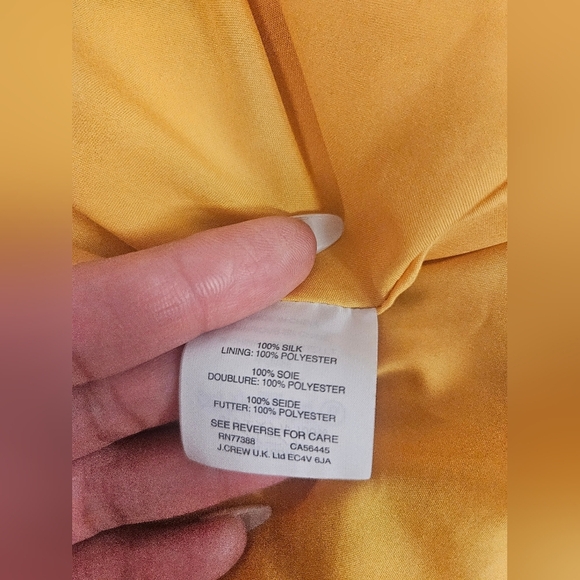 100% SILK
LINING: 100% POLYESTER
100% SOIE
DOUBLURE: 100% POLYESTER
100% SEIDE
FUTTER: 100% POLYESTER
SEE REVERSE FOR CARE
RN77388 CA56445
J.CREW U.K. Ltd EC4V 6JA